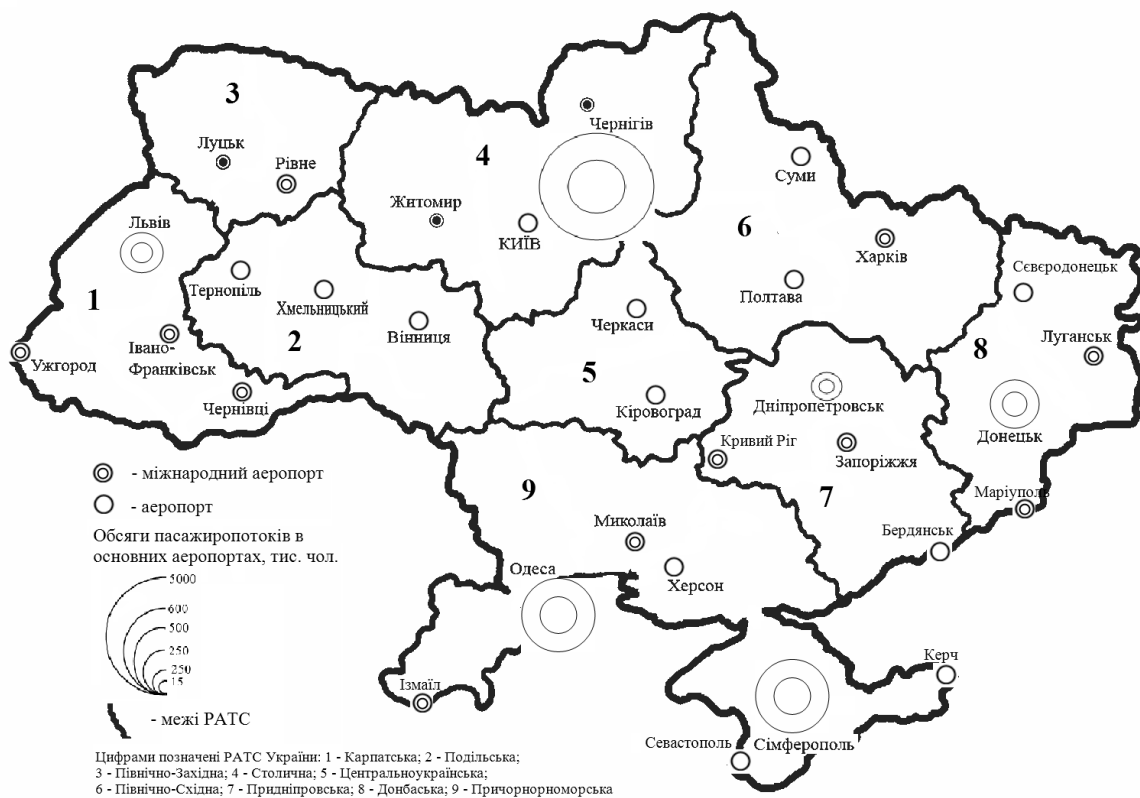 3
Чернігів
Луцьк
Рівне
4
Суми
Житомир
КИЇВ
Львів
6
Харків
Сєвєродонецьк
Тернопіль
Хмельницький
Полтава
1
2
Вінниця
Черкаси
Луганськ
8
Ужгород
Івано-
Франківськ
5
Чернівці
Кіровоград
Дніпропетровськ
Донецьк
Кривий Ріг
Запоріжжя
- міжнародний аеропорт
9
7
Маріуполь
- аеропорт
Миколаїв
Бердянськ
Обсяги пасажиропотоків в
основних аеропортах, тис. чол.
Одеса
Херсон
5000
600
500
250
250
15
Ізмаїл
Керч
- межі РАТС
Севастополь
Сімферополь
Цифрами позначені РАТС України: 1 - Карпатська; 2 - Подільська;
3 - Північно-Західна; 4 - Столична; 5 - Центральноукраїнська;
6 - Північно-Східна; 7 - Придніпровська; 8 - Донбаська; 9 - Причорнорноморська